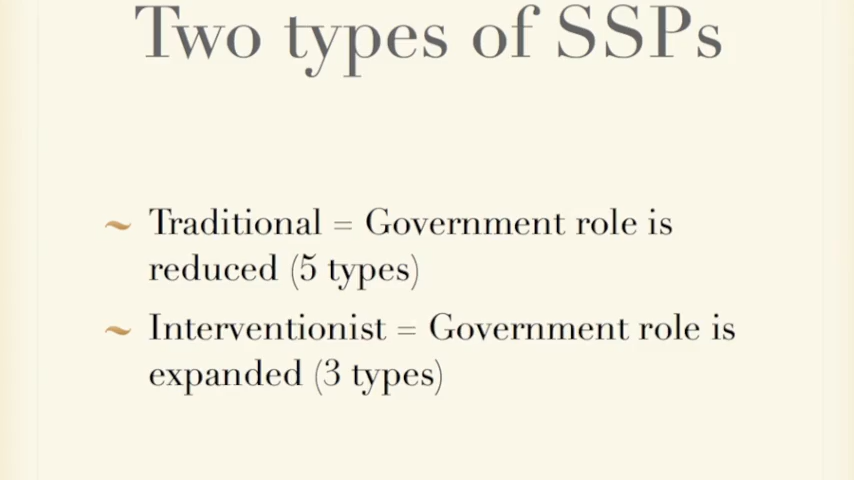 Two types of SSPs
~ Traditional = Government role is
reduced (5 types)
~ Interventionist = Government role is
expanded (3 types)